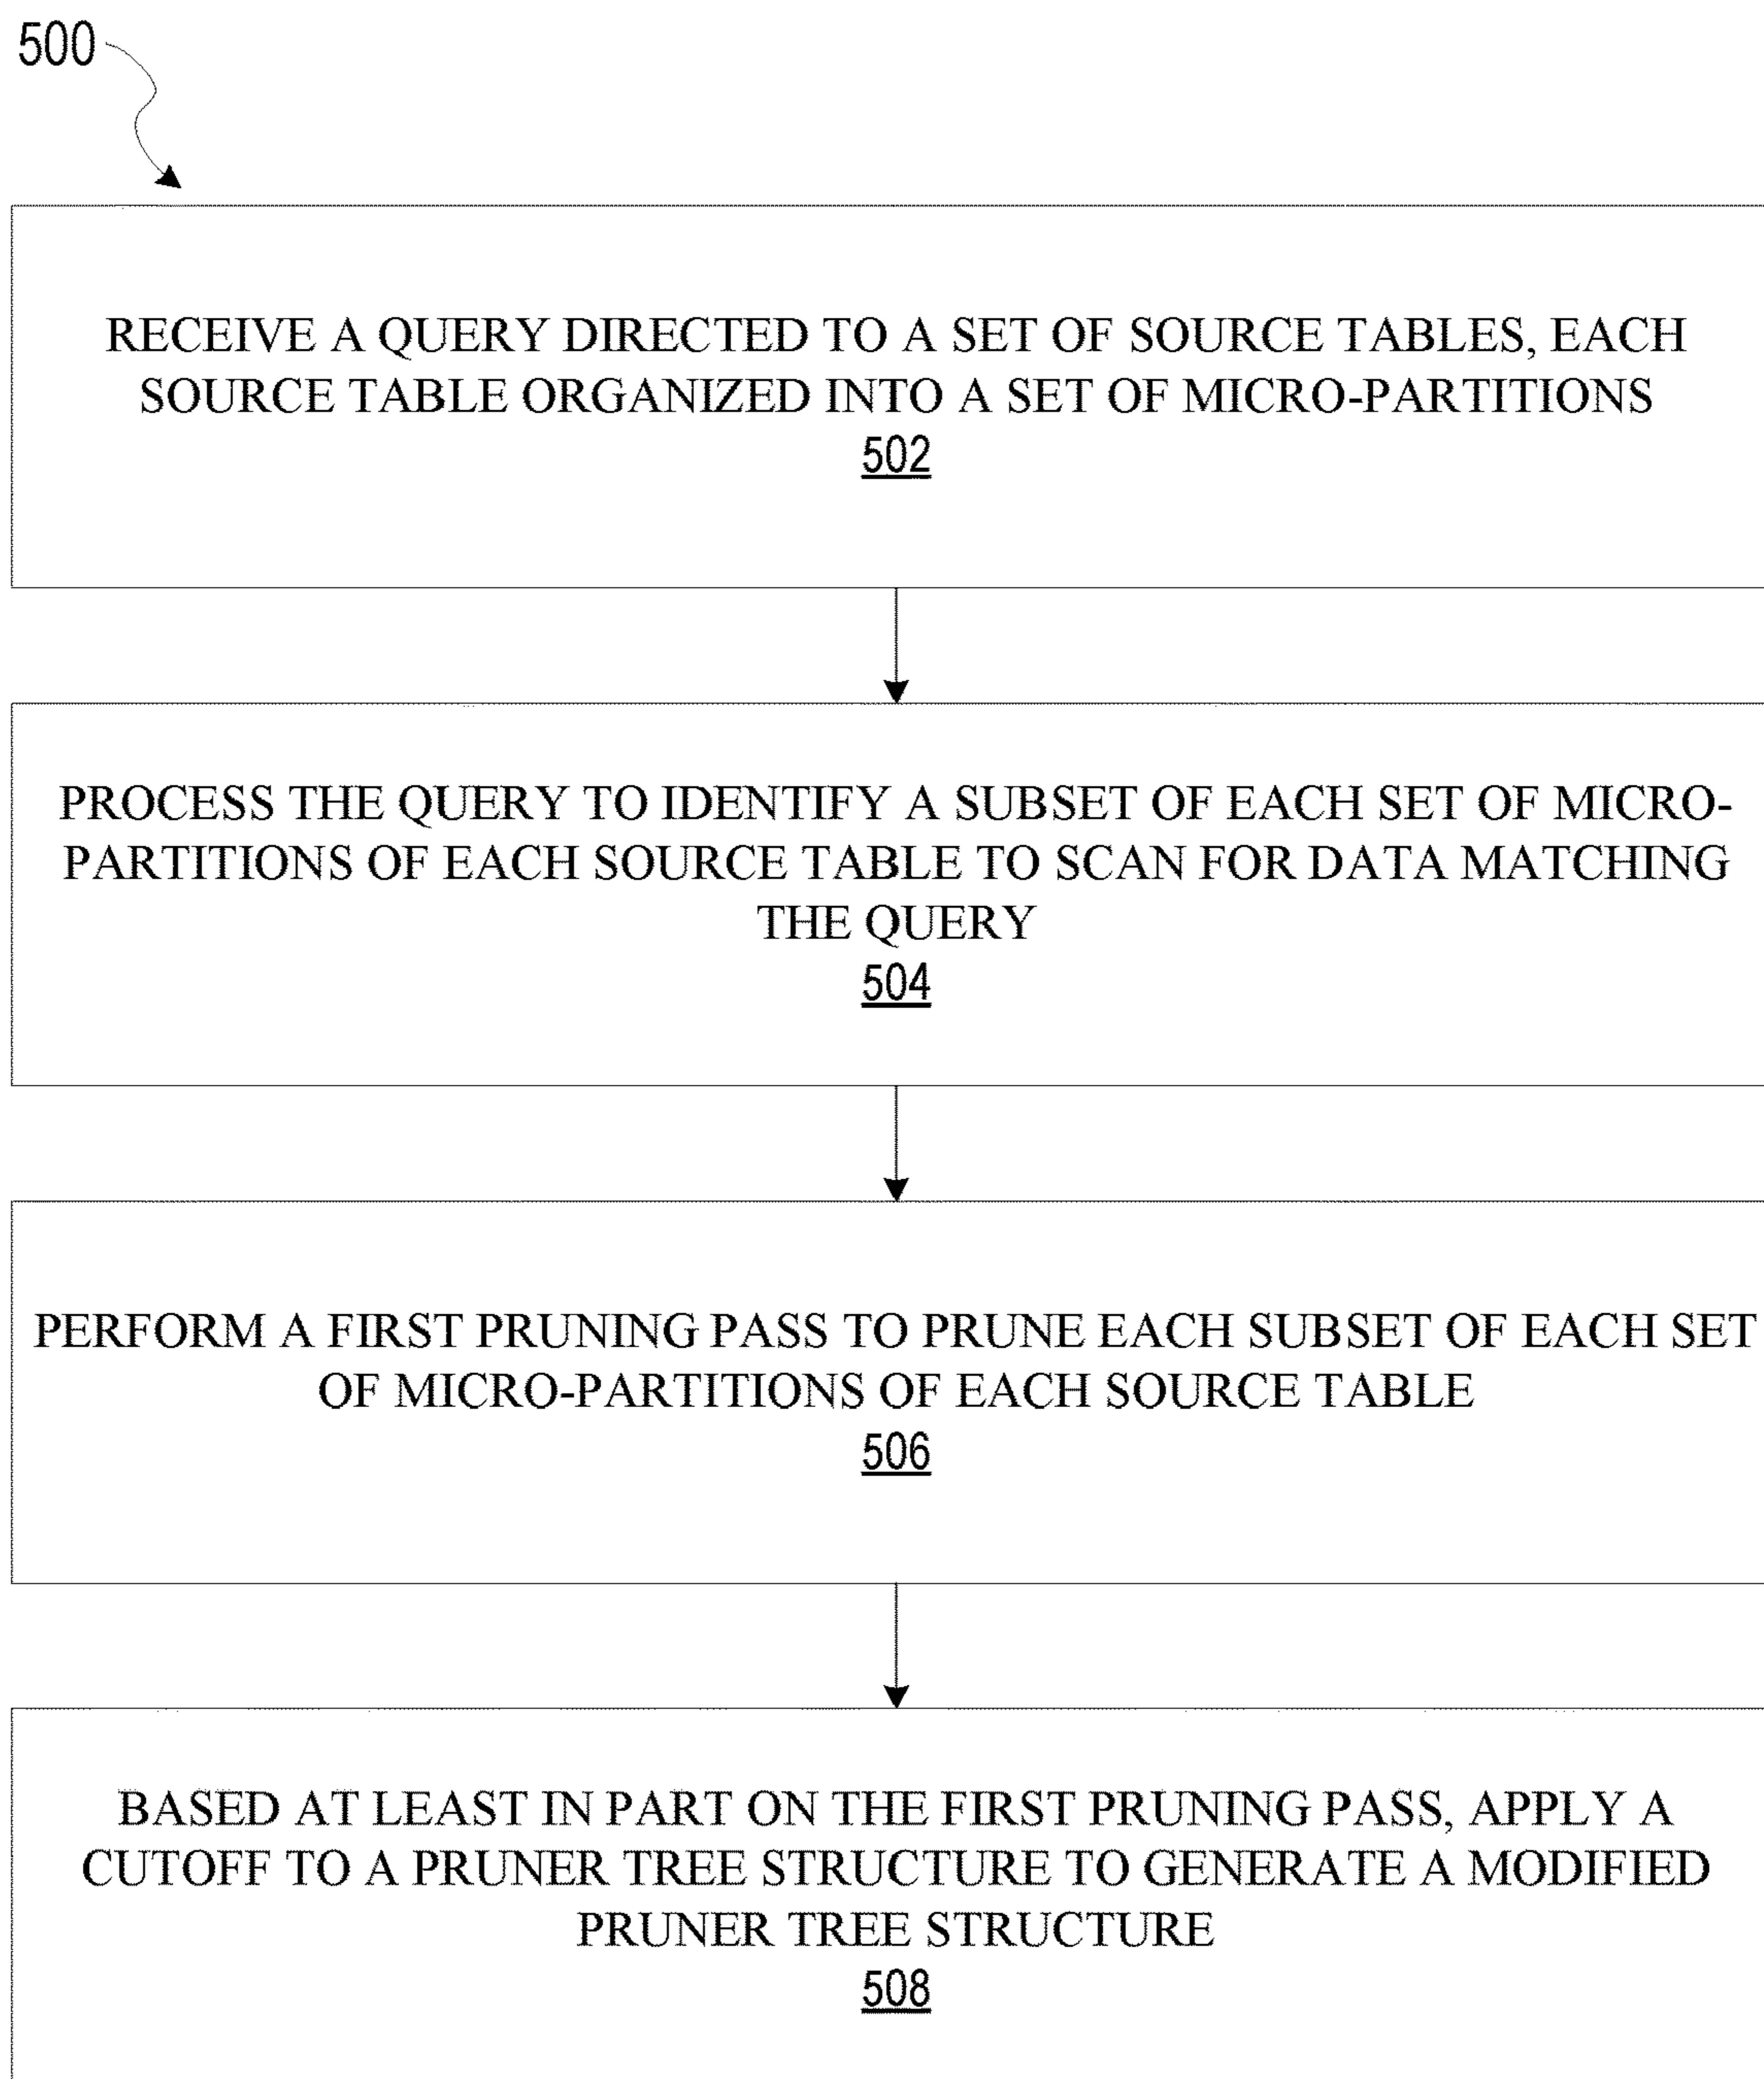 500
RECEIVE A QUERY DIRECTED TO A SET OF SOURCE TABLES, EACH
SOURCE TABLE ORGANIZED INTO A SET OF MICRO-PARTITIONS
502
PROCESS THE QUERY TO IDENTIFY A SUBSET OF EACH SET OF MICRO-
PARTITIONS OF EACH SOURCE TABLE TO SCAN FOR DATA MATCHING
THE QUERY
504
PERFORM A FIRST PRUNING PASS TO PRUNE EACH SUBSET OF EACH SET
OF MICRO-PARTITIONS OF EACH SOURCE TABLE
506
BASED AT LEAST IN PART ON THE FIRST PRUNING PASS, APPLY A
CUTOFF TO A PRUNER TREE STRUCTURE TO GENERATE A MODIFIED
PRUNER TREE STRUCTURE
508